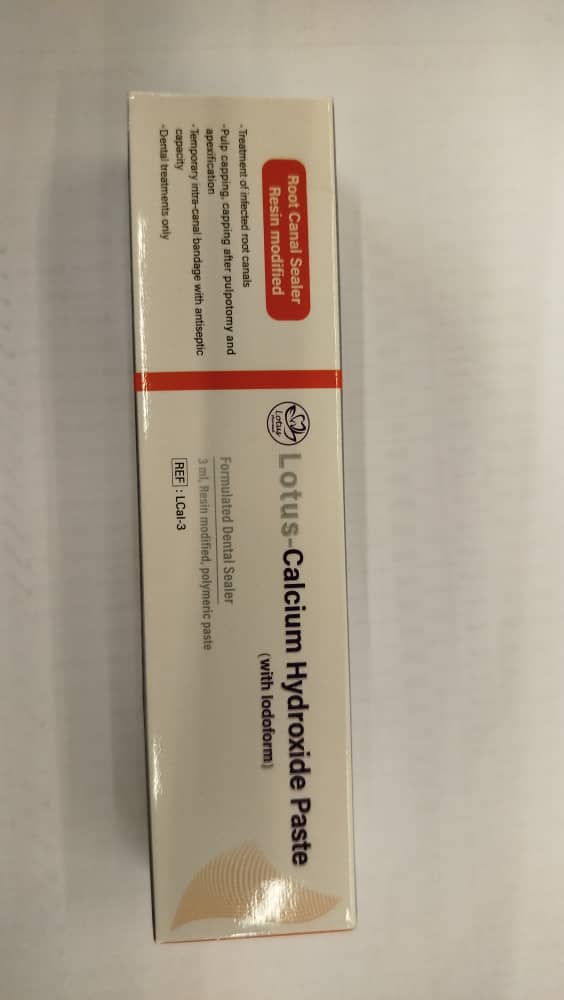 Root Canal Sealer
Resin modified
-Treatment of infected root canals
-Pulp capping, capping after pulpotomy and
apexification
-Temporary intra-canal bandage with antiseptic
capacity
-Dental treatments only
Lotus
Lotus-Calcium Hydroxide Paste
(with Iodoform)
Formulated Dental Sealer
3 ml, Resin modified, polymeric paste
REF : LCal-3